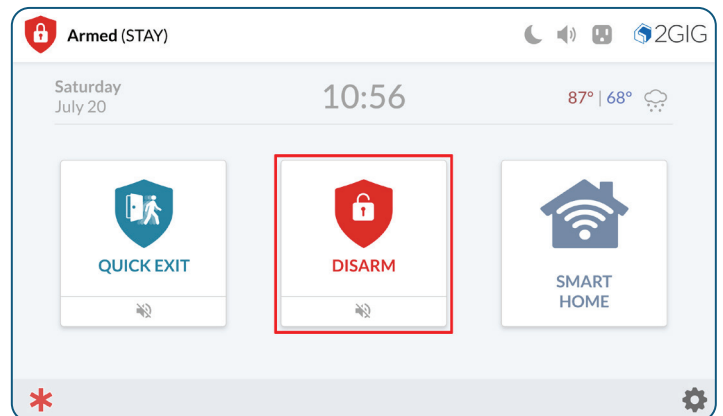 Armed (STAY)
2GIG
Saturday
July 20
10:56
87° | 68°
QUICK EXIT
DISARM
SMART
HOME